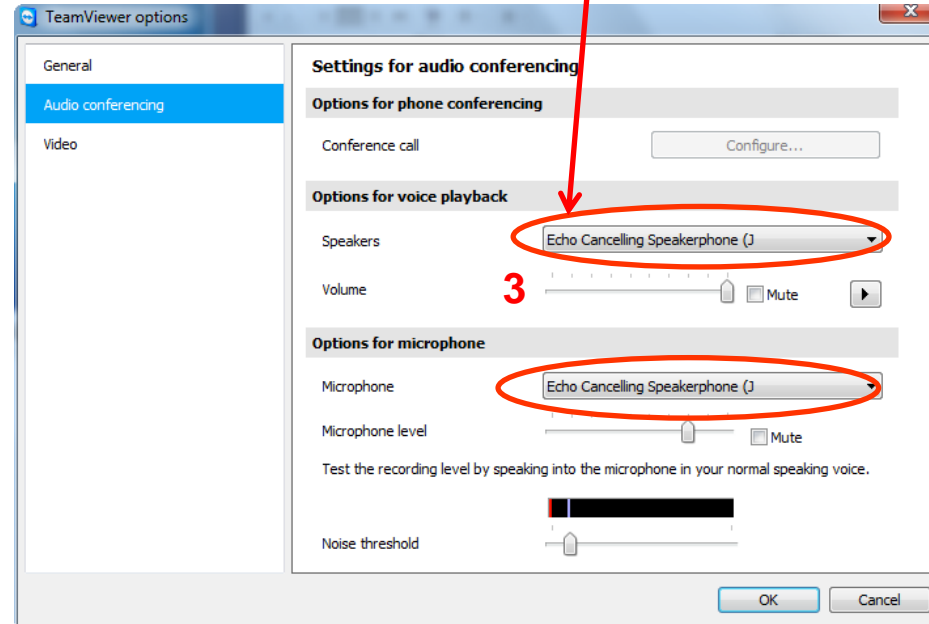 TeamViewer options
General
Audio conferencing
Video
Settings for audio conferencing
Options for phone conferencing
Conference call Configure...
Options for voice playback
Speakers Echo Cancelling Speakerphone (J
Volume 3 Mute
Options for microphone
Microphone Echo Cancelling Speakerphone (J
Microphone level Mute
Test the recording level by speaking into the microphone in your normal speaking voice.
Noise threshold
OK Cancel